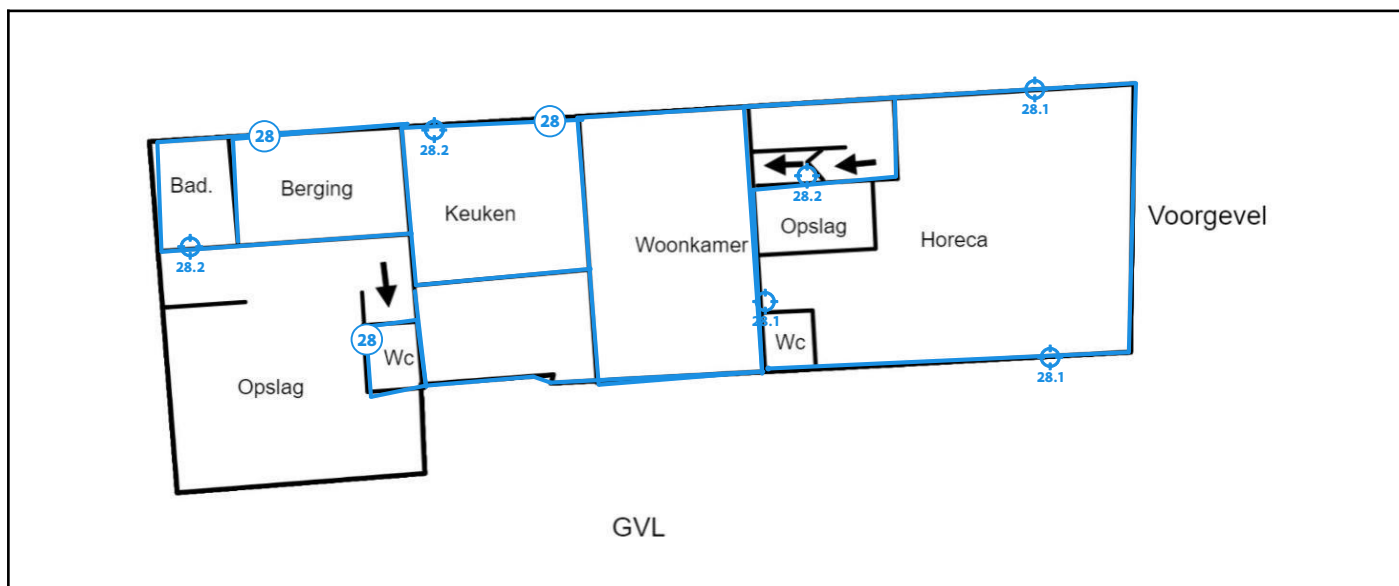 28.1
28
28
28.2
28.2
Bad.
Berging
Keuken
Opslag
Voorgevel
Woonkamer
Horeca
28.2
28.1
28
Wc
Wc
Opslag
28.1
GVL